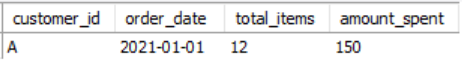 customer_id order_date total_items amount_spent
A 2021-01-01 12 150